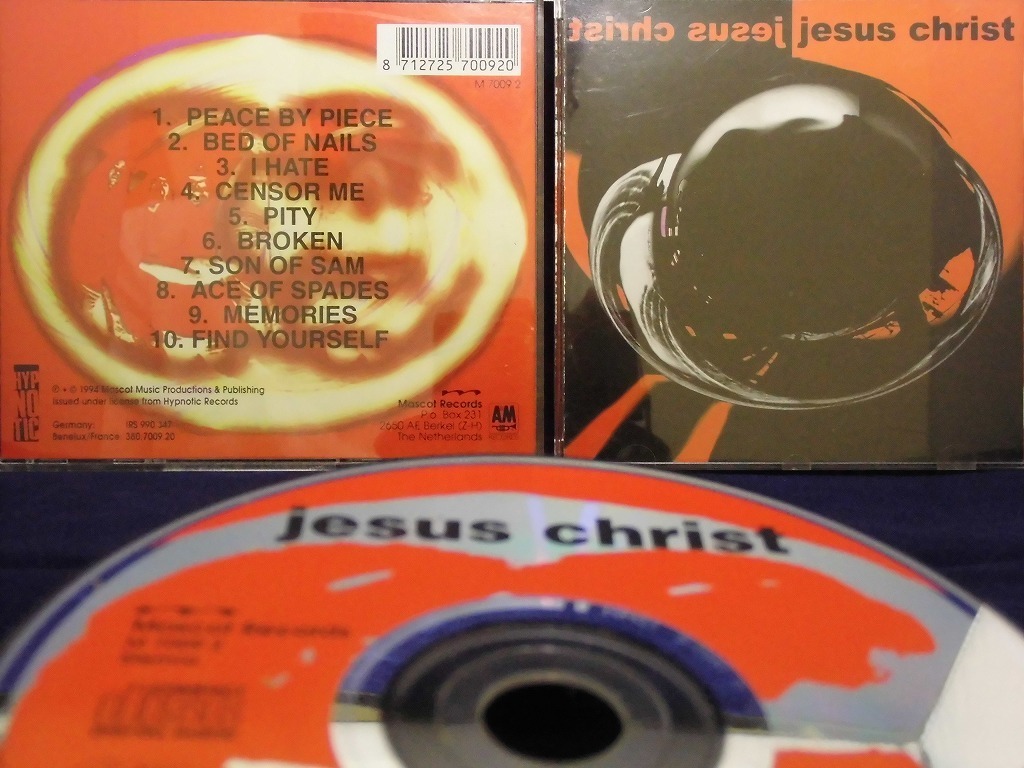 8 712725 700920
M 7009 2
1. PEACE BY PIECE
2. BED OF NAILS
3. I HATE
4. CENSOR ME
5. PITY
6. BROKEN
7. SON OF SAM
8. ACE OF SPADES
9. MEMORIES
10. FIND YOURSELF
HYP
NO
TIC
℗ + © 1994 Mascot Music Productions & Publishing
Issued under license from Hypnotic Records
Germany: IRS 990.347
Benelux/France: 380.7009.20
Mascot Records
P.o. Box 231
2650 AE Berkel (Z-H)
The Netherlands
AM
RECORDS
jesus christ jesus christ
jesus christ
Mascot Records